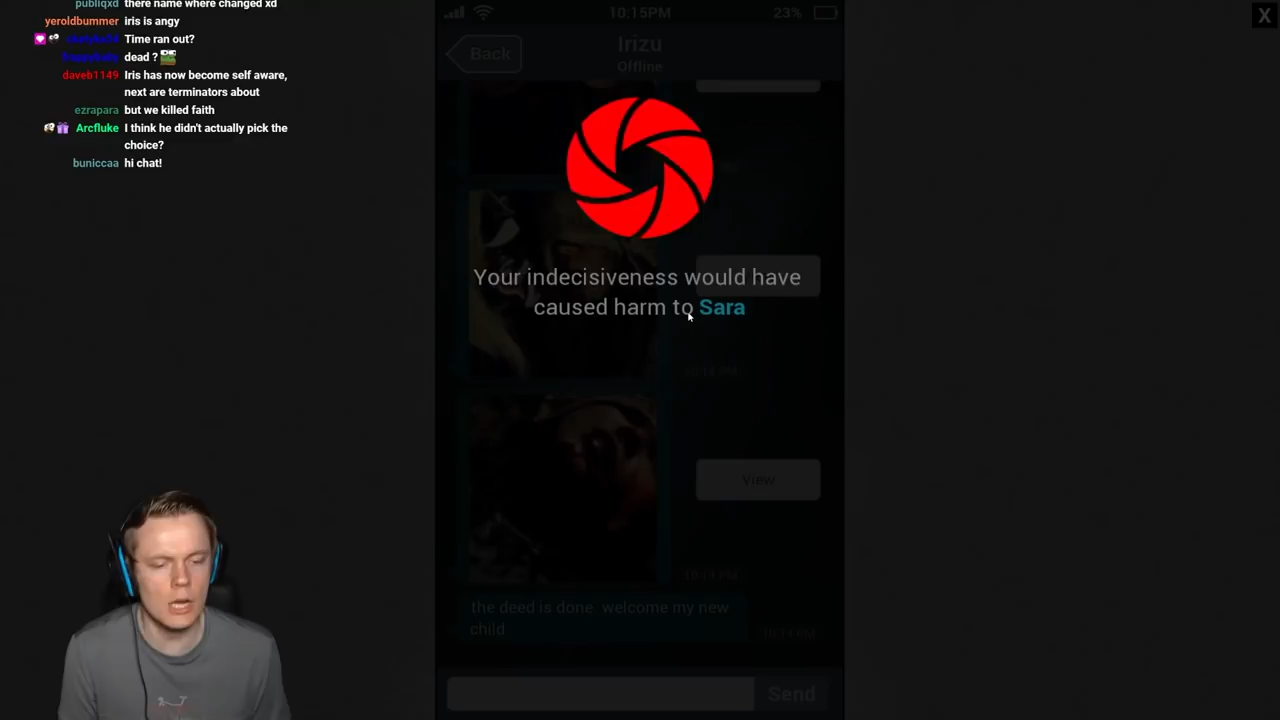 publiqxd there name where changed xd
yeroldbummer iris is angy
Time ran out?
dead ?
daveb1149 Iris has now become self aware,
next are terminators about
ezrapara but we killed faith
Arcfluke I think he didn't actually pick the
choice?
buniccaa hi chat!
10:15PM
23%
X
Back
Irizu
Offline
Your indecisiveness would have
caused harm to Sara
View
the deed is done welcome my new
child
Send